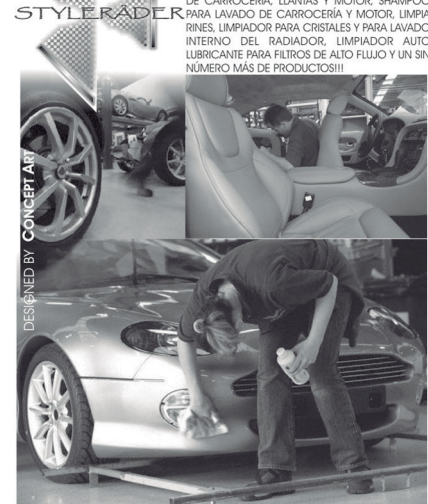 DE CARROCERÍA, LLANTAS Y MOTOR, SHAMPOO
STYLERÄDER
PARA LAVADO DE CARROCERÍA Y MOTOR, LIMPIA
RINES, LIMPIADOR PARA CRISTALES Y PARA LAVADO
INTERNO DEL RADIADOR, LIMPIADOR AUTO
LUBRICANTE PARA FILTROS DE ALTO FLUJO Y UN SIN
NÚMERO MÁS DE PRODUCTOS!!!
DESIGNED BY CONCEPT ART